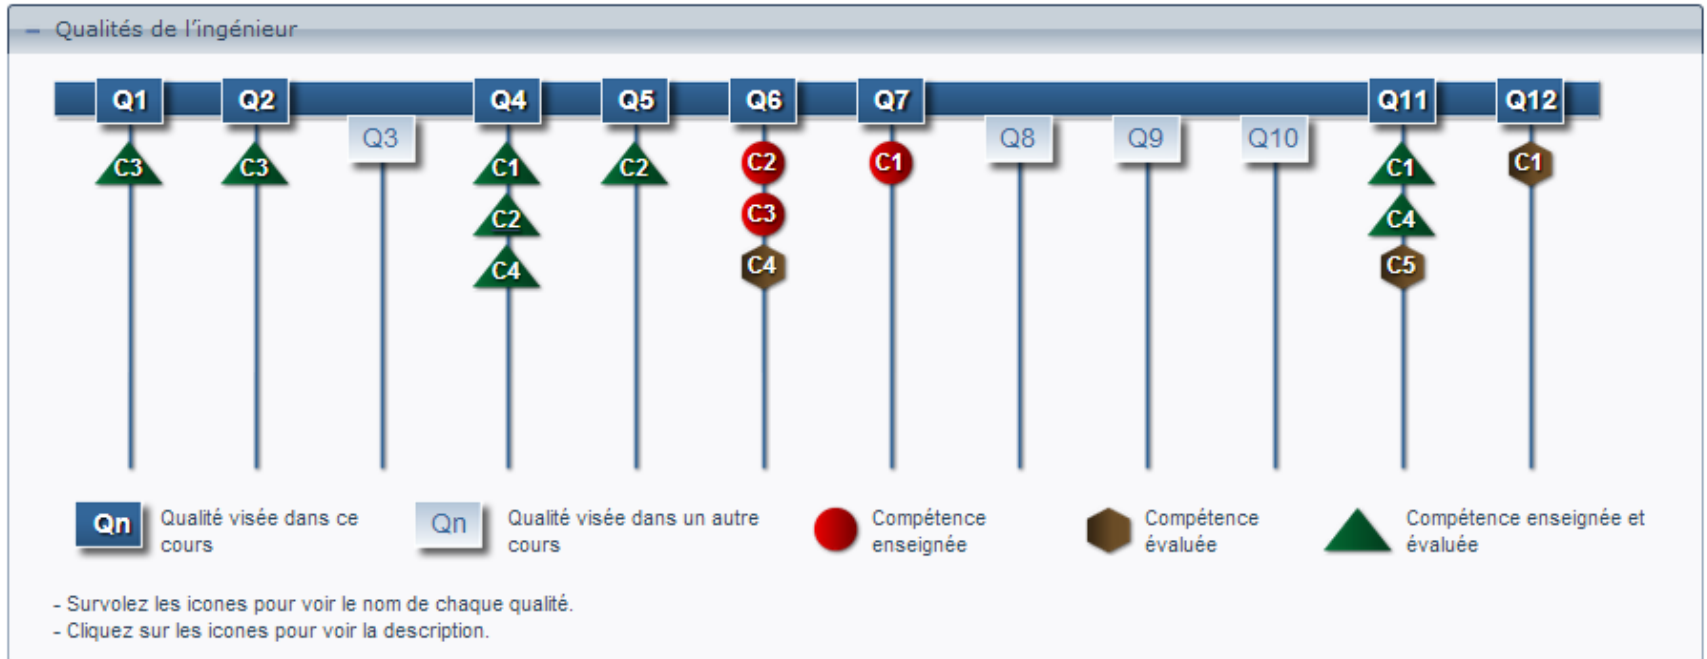 – Qualités de l'ingénieur
Q1 Q2 Q4 Q5 Q6 Q7 Q11 Q12
Q3 Q8 Q9 Q10
C3 C3 C1 C2 C2 C1 C1 C1
C2 C3 C4
C4 C4 C5
Qn Qualité visée dans ce
cours
Qn Qualité visée dans un autre
cours
Compétence
enseignée
Compétence
évaluée
Compétence enseignée et
évaluée
- Survolez les icones pour voir le nom de chaque qualité.
- Cliquez sur les icones pour voir la description.